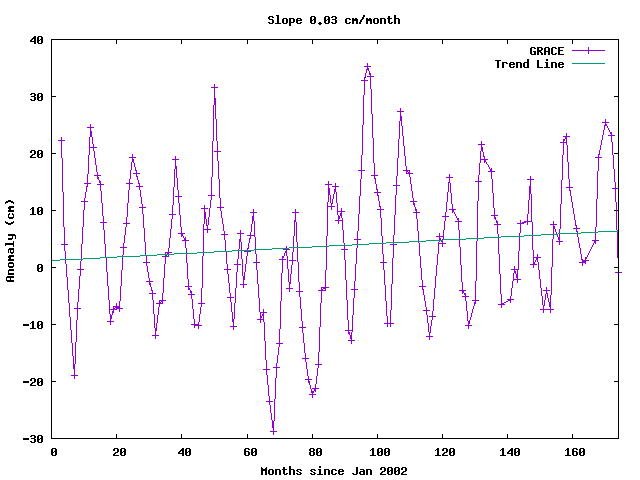 Slope 0.03 cm/month
GRACE
Trend Line
40
30
20
10
0
-10
-20
-30
Anomaly (cm)
0 20 40 60 80 100 120 140 160
Months since Jan 2002